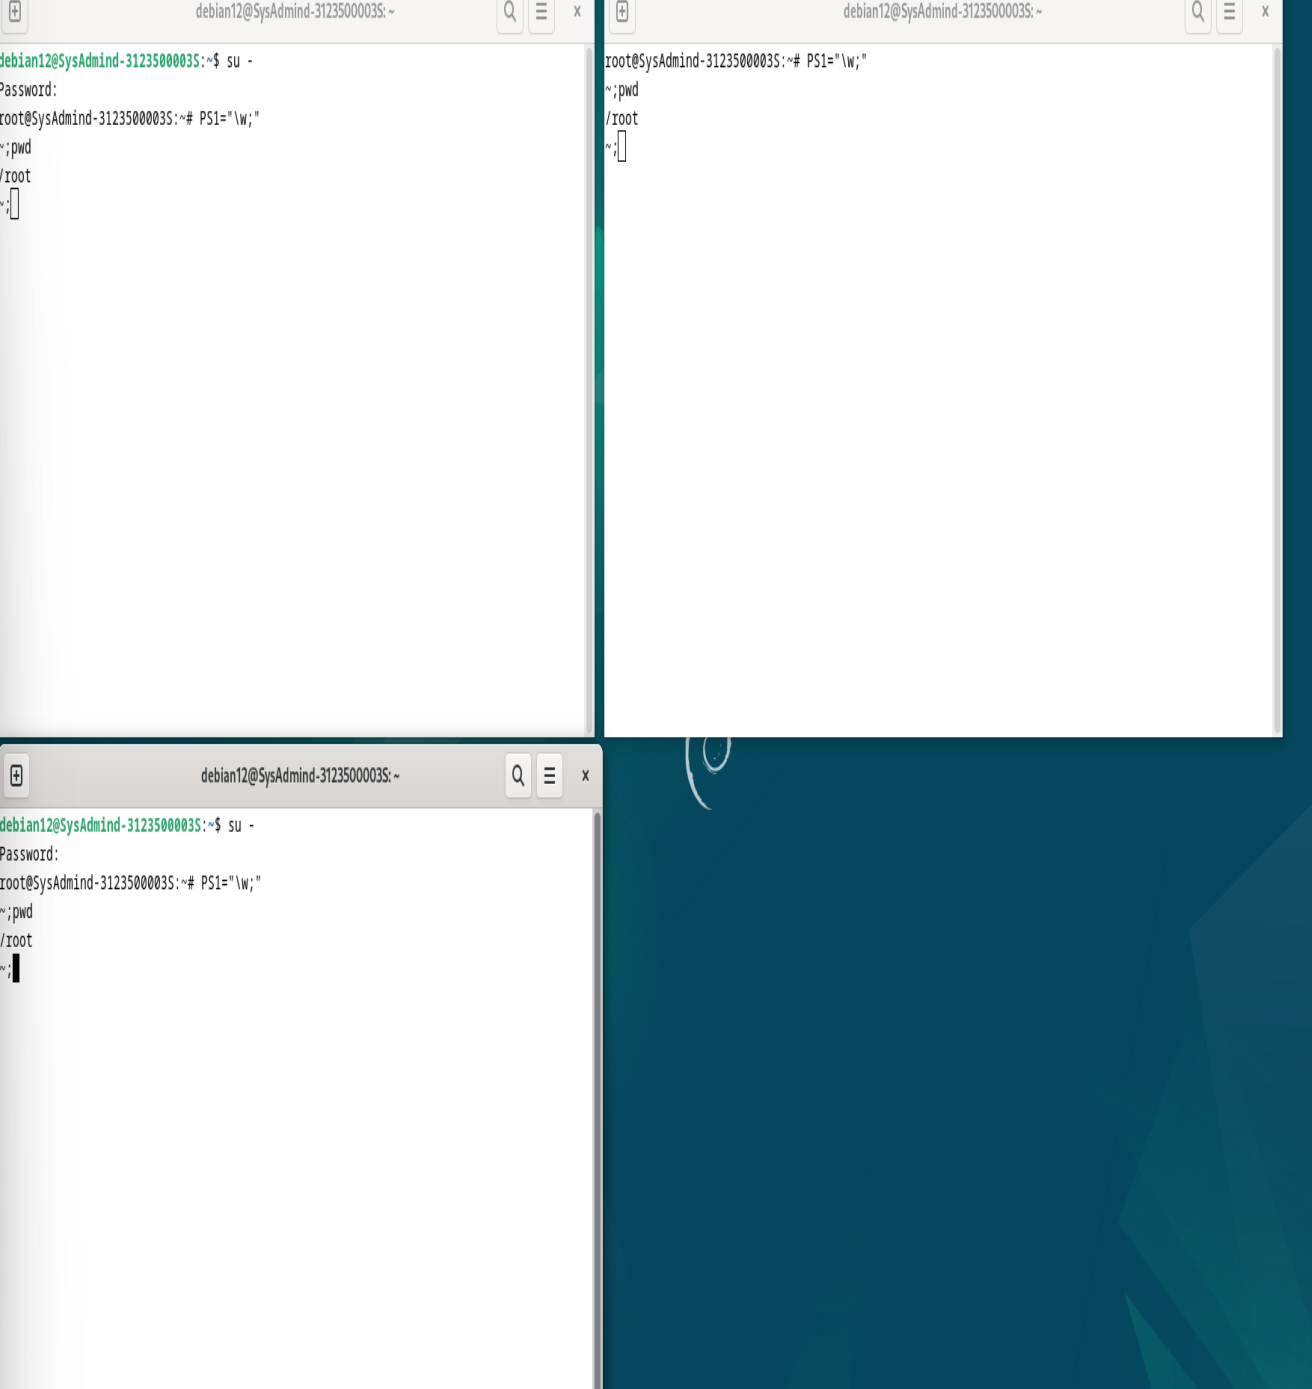 debian12@SysAdmind-3123500003S: ~
debian12@SysAdmind-3123500003S:~$ su -
Password:
root@SysAdmind-3123500003S:~# PS1="\w;"
~;pwd
/root
~;
debian12@SysAdmind-3123500003S: ~
root@SysAdmind-3123500003S:~# PS1="\w;"
~;pwd
/root
~;
debian12@SysAdmind-3123500003S: ~
debian12@SysAdmind-3123500003S:~$ su -
Password:
root@SysAdmind-3123500003S:~# PS1="\w;"
~;pwd
/root
~;